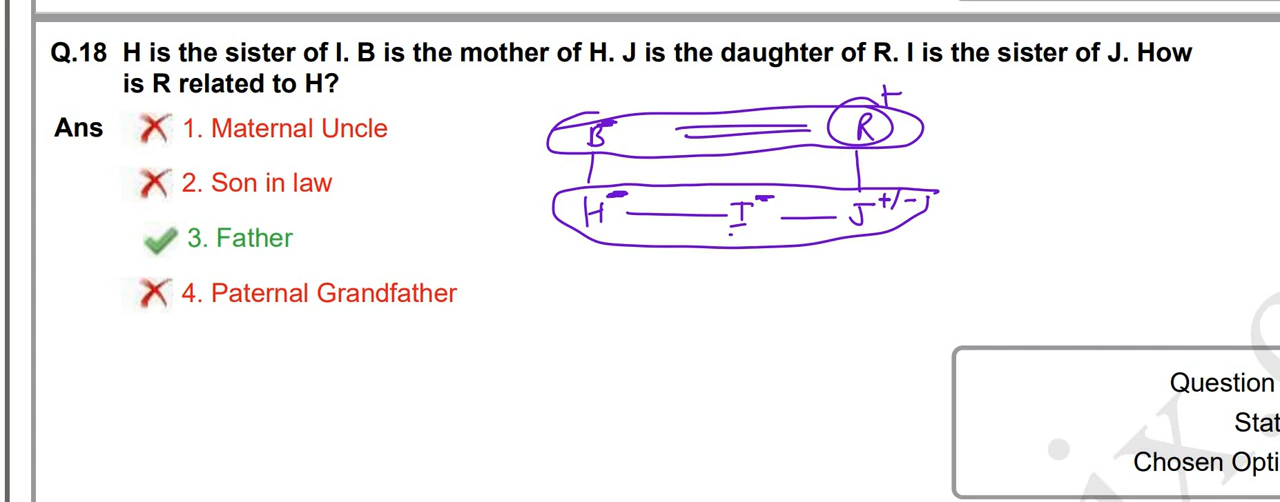 Q.18 H is the sister of I. B is the mother of H. J is the daughter of R. I is the sister of J. How
is R related to H?
Ans 1. Maternal Uncle
2. Son in law
3. Father
4. Paternal Grandfather
B - R +
H - I - J +/-
Question
Stat
Chosen Opti